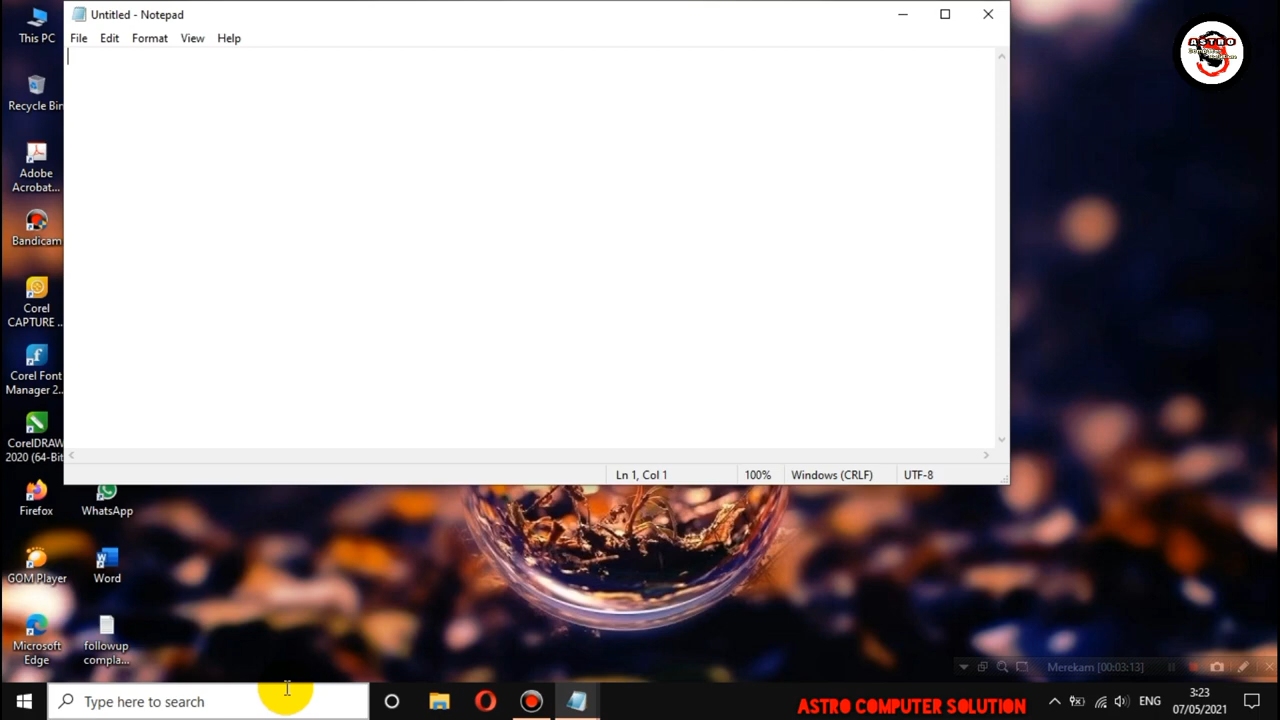 Untitled - Notepad
File Edit Format View Help
This PC
Recycle Bin
Adobe
Acrobat...
Bandicam
Corel
CAPTURE ..
Corel Font
Manager 2..
CorelDRAW
2020 (64-Bit
Firefox
WhatsApp
GOM Player
Word
Microsoft
Edge
followup
compla...
Ln 1, Col 1
100%
Windows (CRLF)
UTF-8
ASTRO
Merekam [00:03:13]
Type here to search
ASTRO COMPUTER SOLUTION
ENG
3:23
07/05/2021